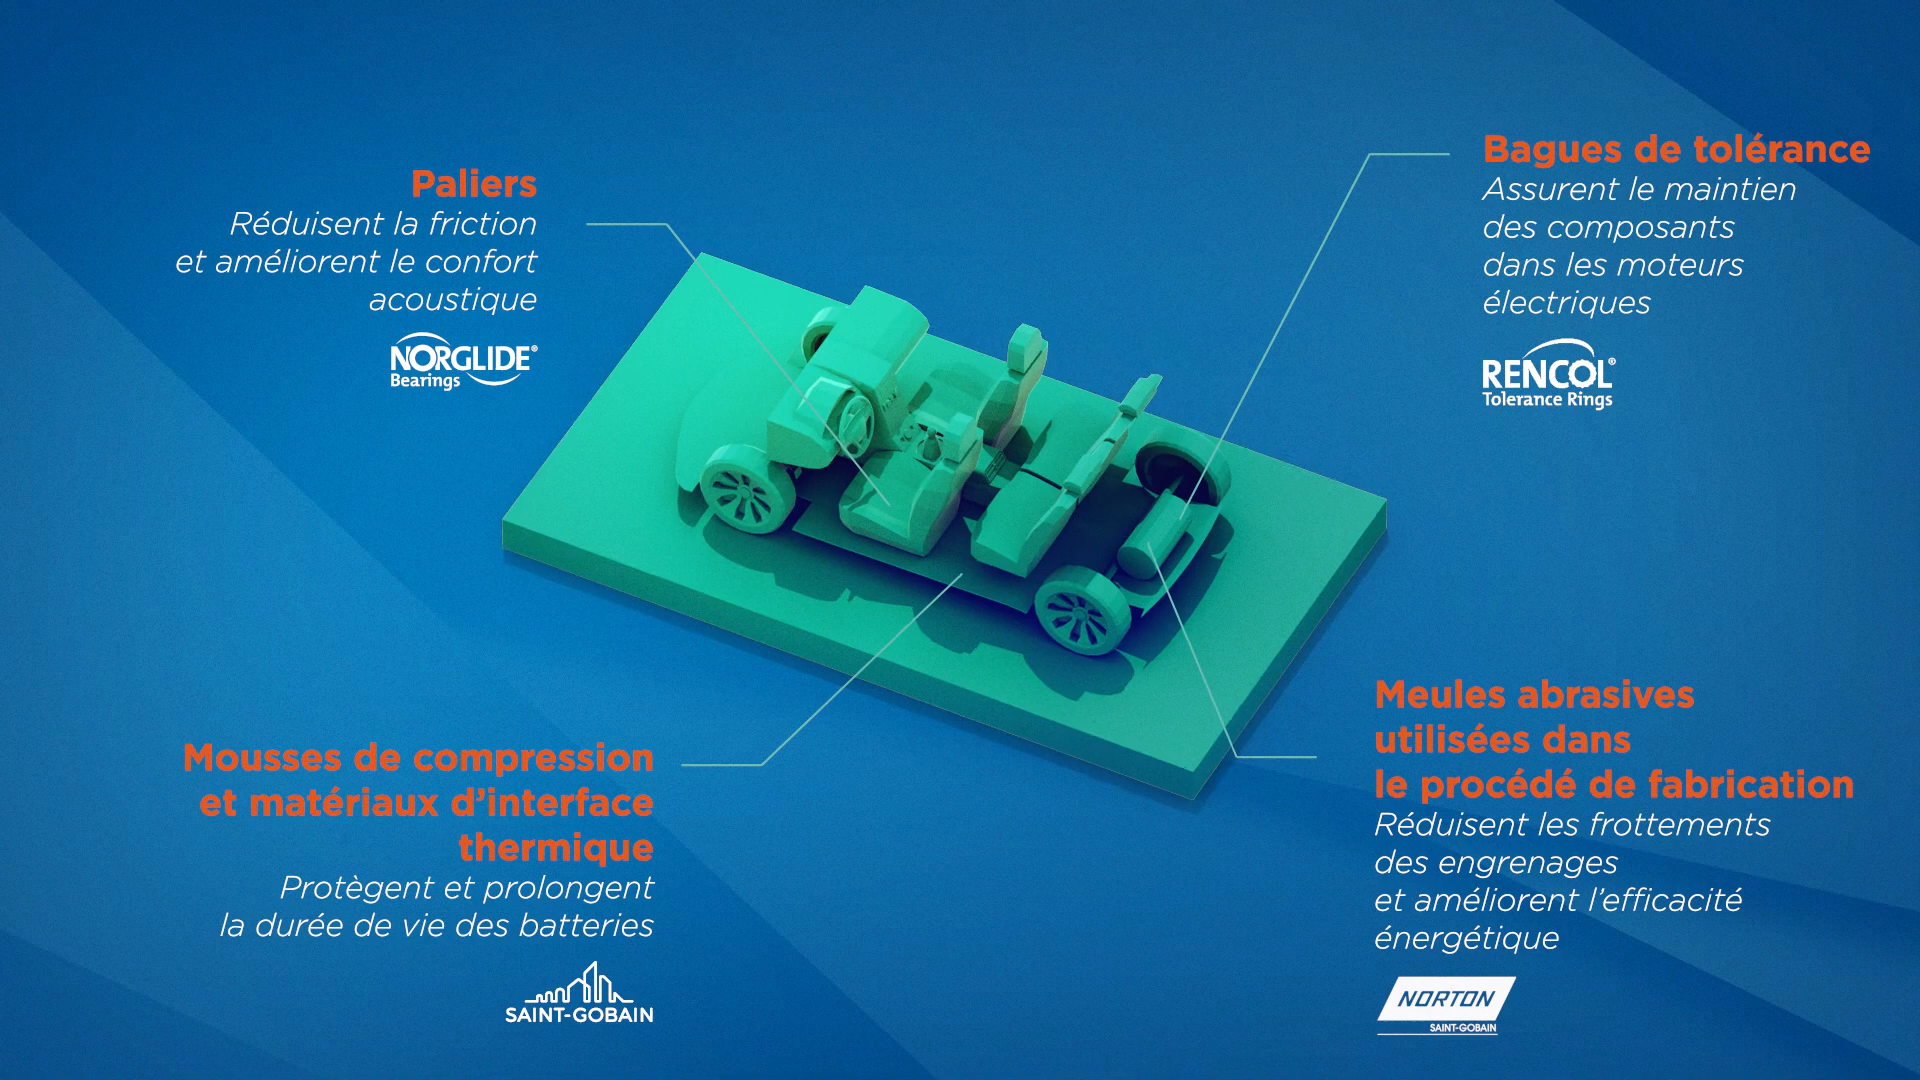 Paliers
Réduisent la friction
et améliorent le confort
acoustique
NORGLIDE®
Bearings
Bagues de tolérance
Assurent le maintien
des composants
dans les moteurs
électriques
RENCOL®
Tolerance Rings
Mousses de compression
et matériaux d’interface
thermique
Protègent et prolongent
la durée de vie des batteries
SAINT-GOBAIN
Meules abrasives
utilisées dans
le procédé de fabrication
Réduisent les frottements
des engrenages
et améliorent l’efficacité
énergétique
NORTON
SAINT-GOBAIN